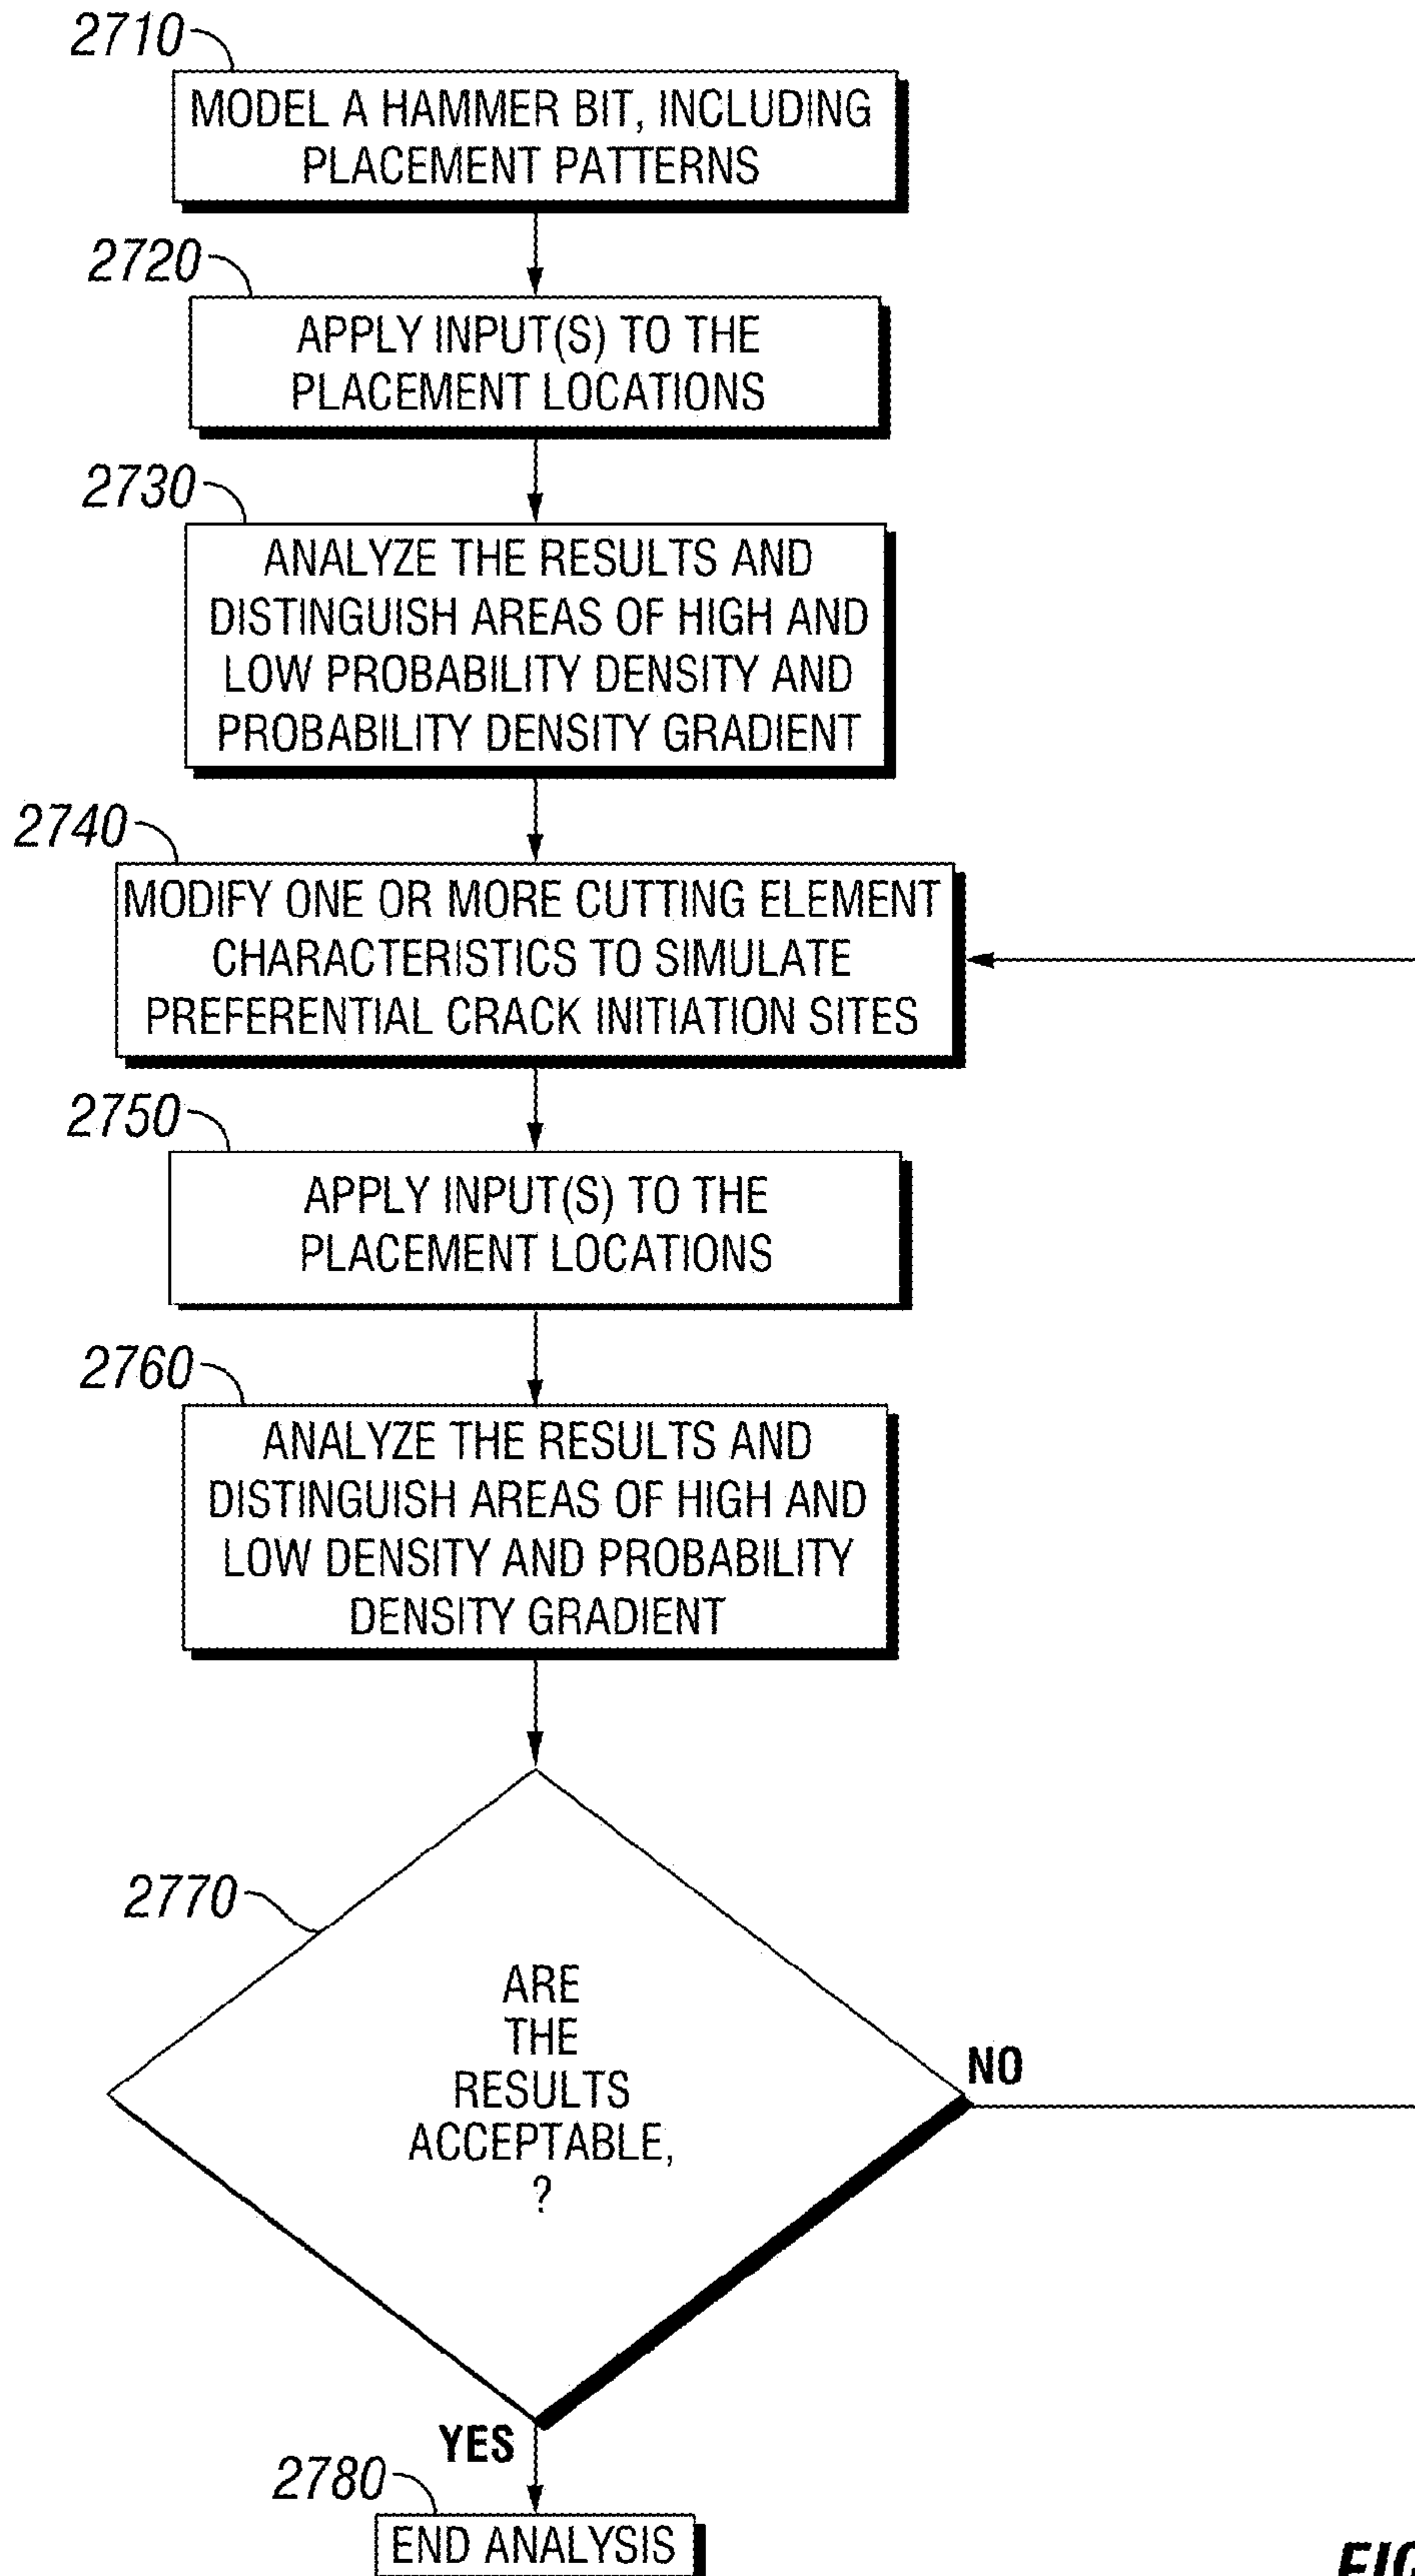 2710
MODEL A HAMMER BIT, INCLUDING
PLACEMENT PATTERNS
2720
APPLY INPUT(S) TO THE
PLACEMENT LOCATIONS
2730
ANALYZE THE RESULTS AND
DISTINGUISH AREAS OF HIGH AND
LOW PROBABILITY DENSITY AND
PROBABILITY DENSITY GRADIENT
2740
MODIFY ONE OR MORE CUTTING ELEMENT
CHARACTERISTICS TO SIMULATE
PREFERENTIAL CRACK INITIATION SITES
2750
APPLY INPUT(S) TO THE
PLACEMENT LOCATIONS
2760
ANALYZE THE RESULTS AND
DISTINGUISH AREAS OF HIGH AND
LOW DENSITY AND PROBABILITY
DENSITY GRADIENT
2770
ARE
THE
RESULTS
ACCEPTABLE,
?
NO
YES
2780
END ANALYSIS